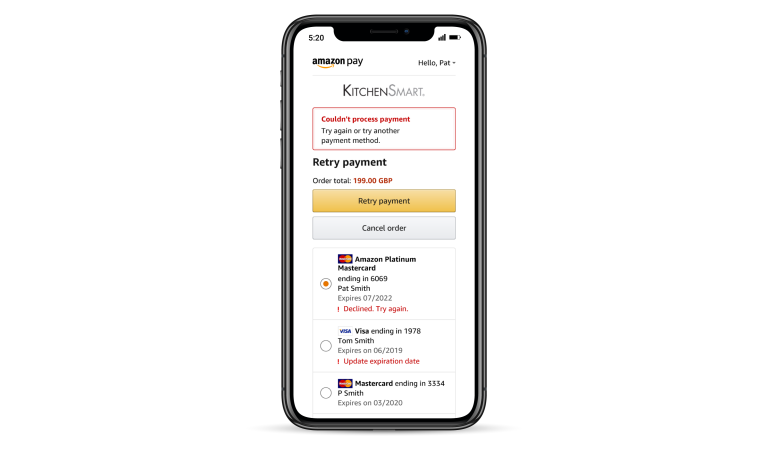 5:20
amazon pay
Hello, Pat
KITCHENSMART
Couldn't process payment
Try again or try another
payment method.
Retry payment
Order total: 199.00 GBP
Retry payment
Cancel order
Amazon Platinum
Mastercard
ending in 6069
Pat Smith
Expires 07/2022
! Declined. Try again.
VISA Visa ending in 1978
Tom Smith
Expires on 06/2019
! Update expiration date
Mastercard ending in 3334
P Smith
Expires on 03/2020